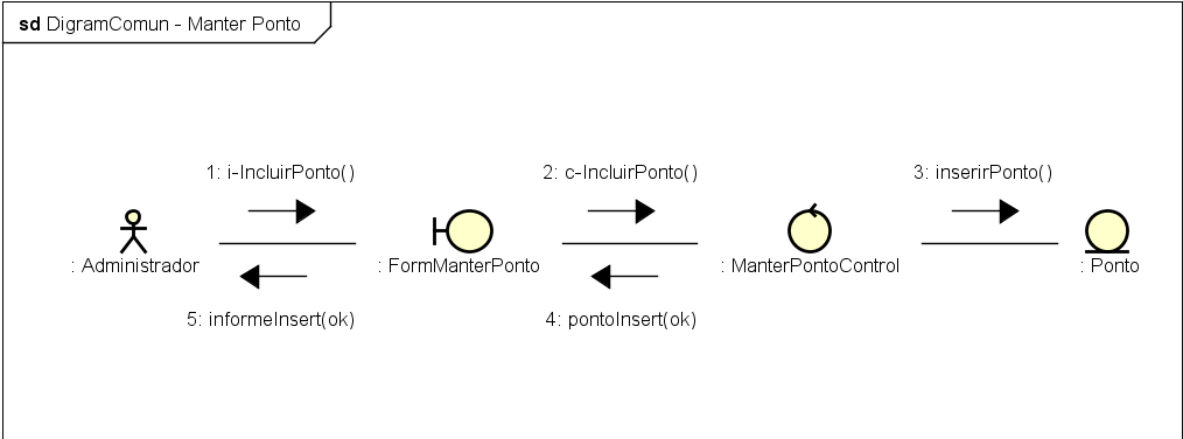 sd DigramComun - Manter Ponto
1: i-IncluirPonto()
2: c-IncluirPonto()
3: inserirPonto()
: Administrador
: FormManterPonto
: ManterPontoControl
: Ponto
5: informeInsert(ok)
4: pontoInsert(ok)